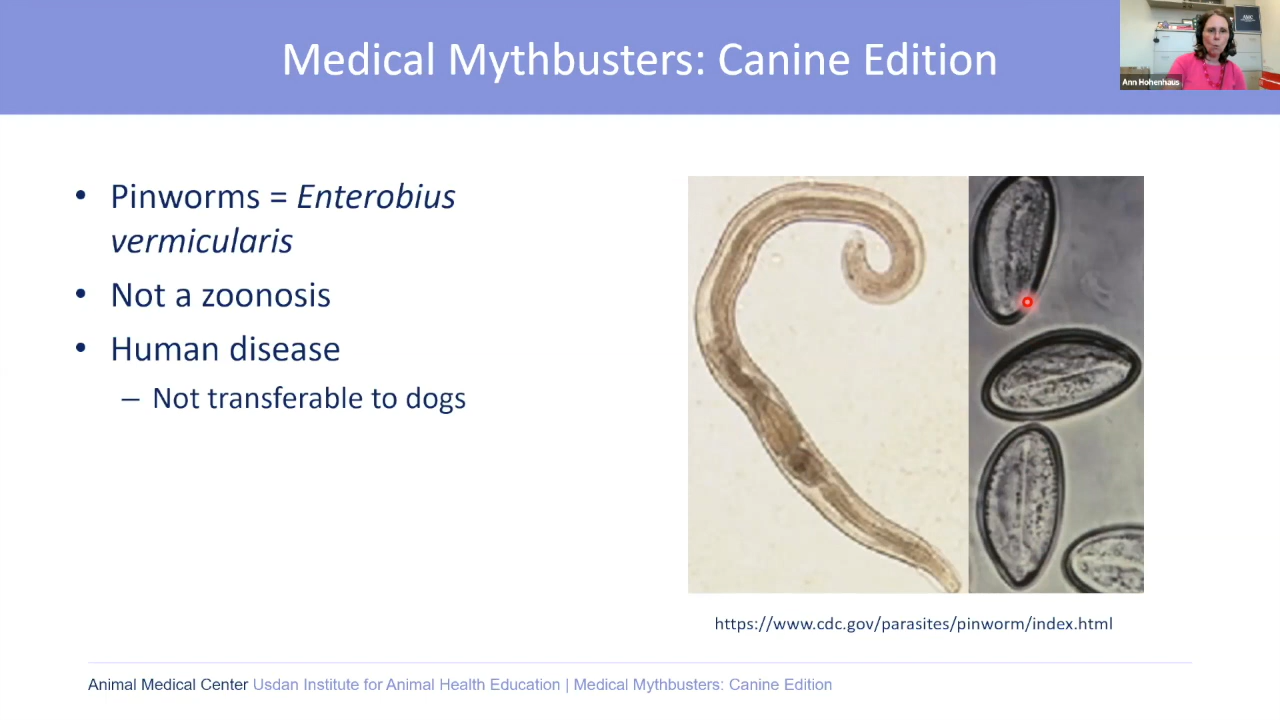 Medical Mythbusters: Canine Edition
Ann Hohenhaus
• Pinworms = Enterobius
vermicularis
• Not a zoonosis
• Human disease
– Not transferable to dogs
https://www.cdc.gov/parasites/pinworm/index.html
Animal Medical Center Usdan Institute for Animal Health Education | Medical Mythbusters: Canine Edition